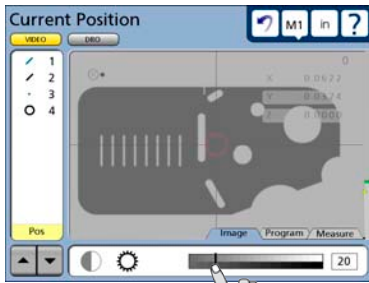 Current Position
M1 in ?
VIDEO DRO
1
2
3
4
0
X 0.0622
Y 0.0374
Z 0.0000
Pos
Image Program Measure
20